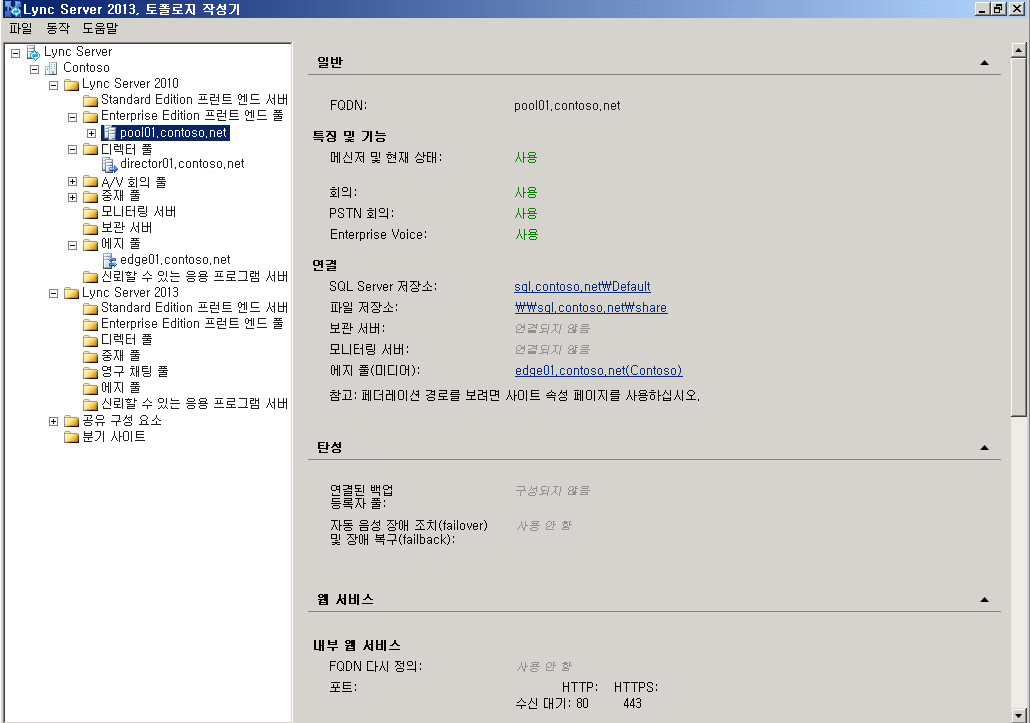 Lync Server 2013, 토폴로지 작성기
파일 동작 도움말
Lync Server
Contoso
Lync Server 2010
Standard Edition 프런트 엔드 서버
Enterprise Edition 프런트 엔드 풀
pool01.contoso.net
디렉터 풀
director01.contoso.net
A/V 회의 풀
중재 풀
모니터링 서버
보관 서버
에지 풀
edge01.contoso.net
신뢰할 수 있는 응용 프로그램 서버
Lync Server 2013
Standard Edition 프런트 엔드 서버
Enterprise Edition 프런트 엔드 풀
디렉터 풀
중재 풀
영구 채팅 풀
에지 풀
신뢰할 수 있는 응용 프로그램 서버
공유 구성 요소
분기 사이트
일반
FQDN: pool01.contoso.net
특징 및 기능
메신저 및 현재 상태: 사용
회의: 사용
PSTN 회의: 사용
Enterprise Voice: 사용
연결
SQL Server 저장소: sql.contoso.net₩Default
파일 저장소: ₩₩sql.contoso.net₩share
보관 서버: 연결되지 않음
모니터링 서버: 연결되지 않음
에지 풀(미디어): edge01.contoso.net(Contoso)
참고: 페더레이션 경로를 보려면 사이트 속성 페이지를 사용하십시오.
탄성
연결된 백업 구성되지 않음
등록자 풀:
자동 음성 장애 조치(failover) 사용 안 함
및 장애 복구(failback):
웹 서비스
내부 웹 서비스
FQDN 다시 정의: 사용 안 함
포트: HTTP: HTTPS:
수신 대기: 80 443